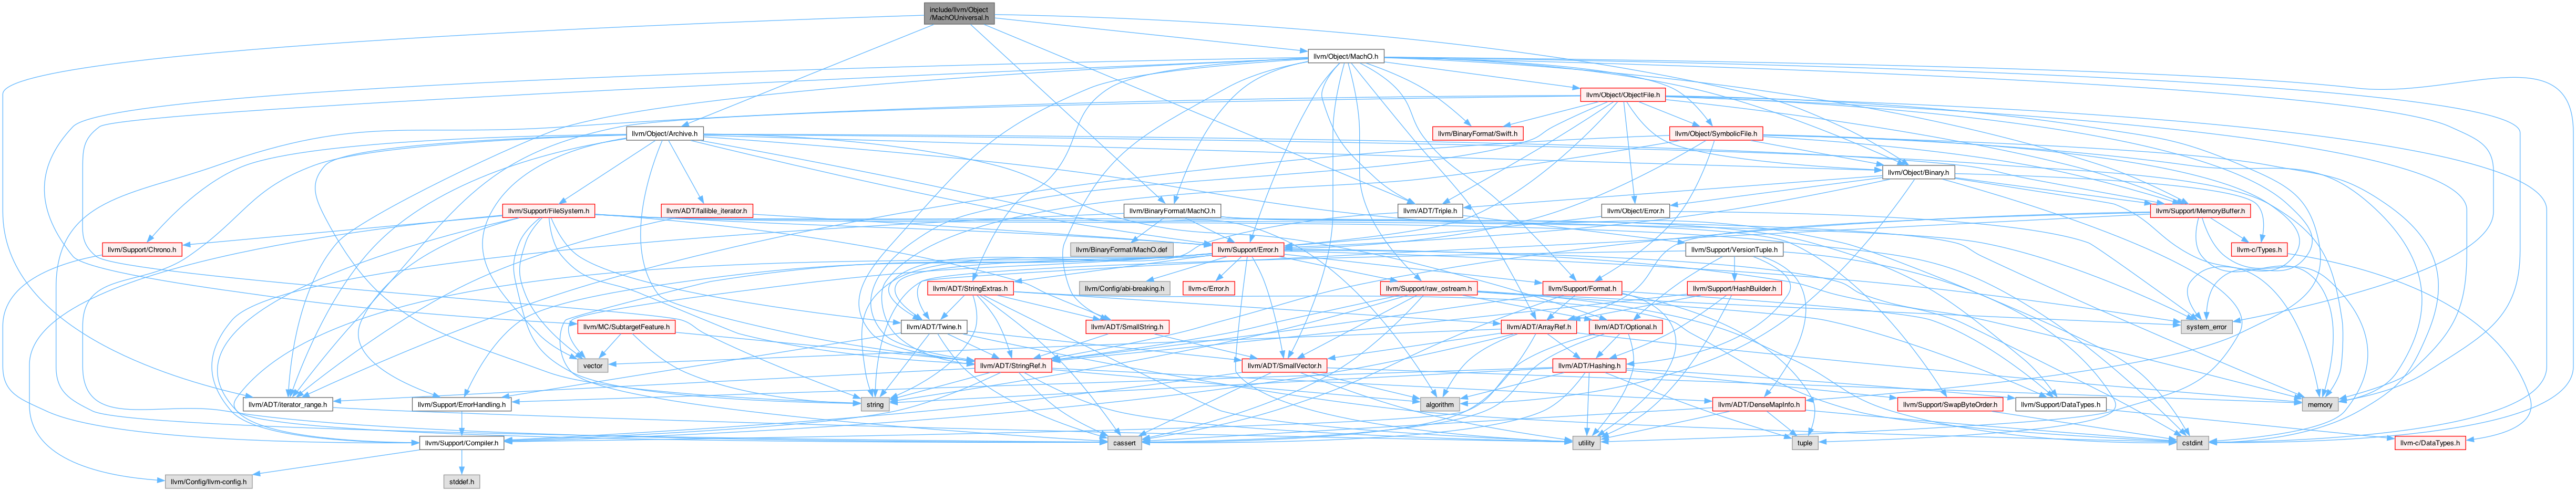 include/llvm/Object
/MachOUniversal.h
llvm/Object/MachO.h
llvm/Object/ObjectFile.h
llvm/Object/Archive.h
llvm/BinaryFormat/Swift.h
llvm/Object/SymbolicFile.h
llvm/Object/Binary.h
llvm/Support/FileSystem.h
llvm/ADT/fallible_iterator.h
llvm/BinaryFormat/MachO.h
llvm/ADT/Triple.h
llvm/Object/Error.h
llvm/Support/MemoryBuffer.h
llvm/Support/Chrono.h
llvm/BinaryFormat/MachO.def
llvm/Support/Error.h
llvm/Support/VersionTuple.h
llvm-c/Types.h
llvm/ADT/StringExtras.h
llvm/Config/abi-breaking.h
llvm-c/Error.h
llvm/Support/raw_ostream.h
llvm/Support/Format.h
llvm/Support/HashBuilder.h
llvm/MC/SubtargetFeature.h
llvm/ADT/Twine.h
llvm/ADT/SmallString.h
llvm/ADT/ArrayRef.h
llvm/ADT/Optional.h
system_error
vector
llvm/ADT/StringRef.h
llvm/ADT/SmallVector.h
llvm/ADT/Hashing.h
llvm/ADT/iterator_range.h
llvm/Support/ErrorHandling.h
string
algorithm
llvm/ADT/DenseMapInfo.h
llvm/Support/SwapByteOrder.h
llvm/Support/DataTypes.h
memory
llvm/Support/Compiler.h
cassert
utility
tuple
cstdint
llvm-c/DataTypes.h
llvm/Config/llvm-config.h
stddef.h